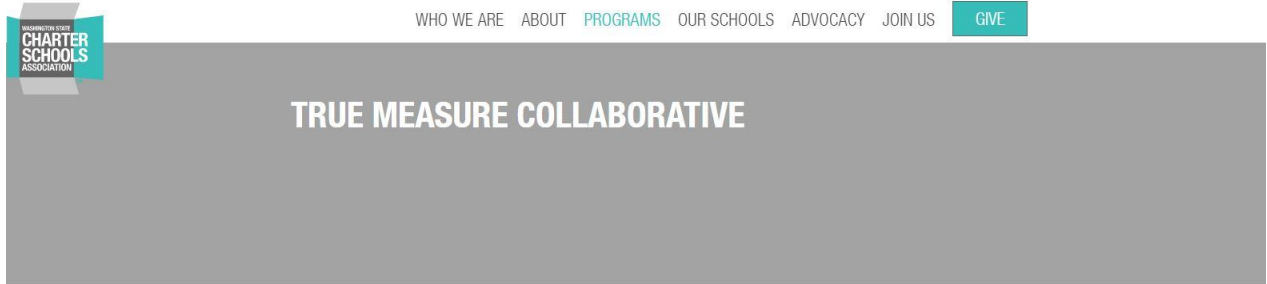 WASHINGTON STATE
CHARTER
SCHOOLS
ASSOCIATION
WHO WE ARE ABOUT PROGRAMS OUR SCHOOLS ADVOCACY JOIN US GIVE
TRUE MEASURE COLLABORATIVE